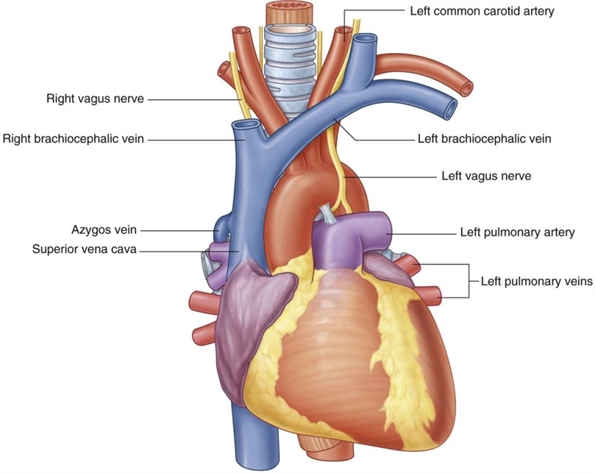 Left common carotid artery
Right vagus nerve
Right brachiocephalic vein
Left brachiocephalic vein
Left vagus nerve
Azygos vein
Left pulmonary artery
Superior vena cava
Left pulmonary veins